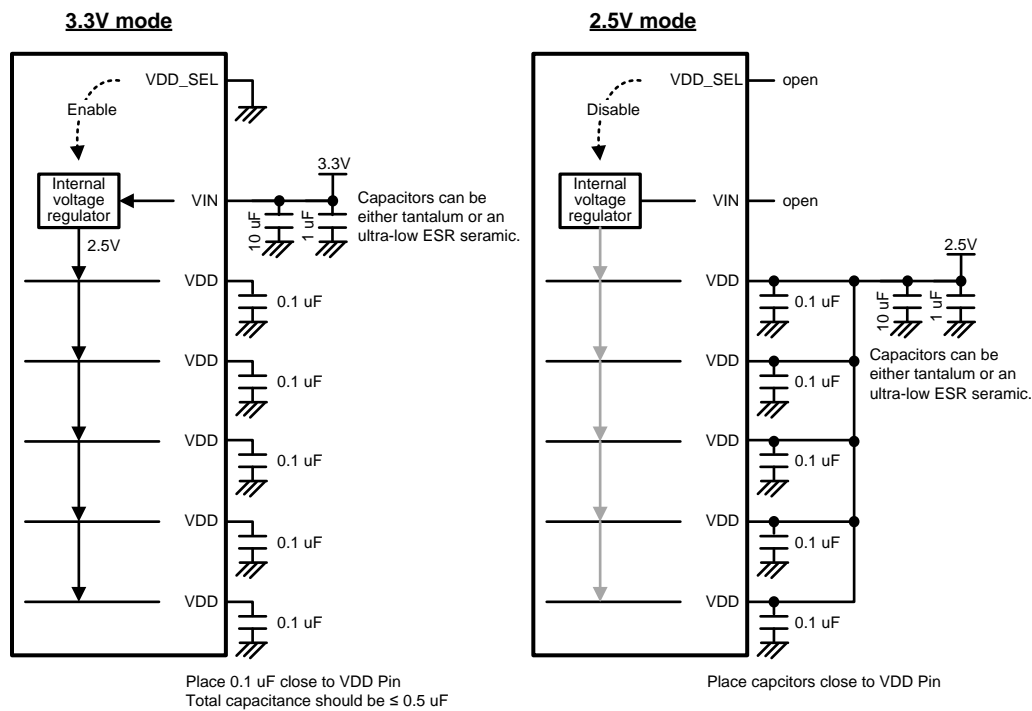 3.3V mode
VDD_SEL
Enable
Internal
voltage
regulator
VIN
3.3V
10 uF
1 uF
Capacitors can be
either tantalum or an
ultra-low ESR seramic.
2.5V
VDD
0.1 uF
VDD
0.1 uF
VDD
0.1 uF
VDD
0.1 uF
VDD
0.1 uF
Place 0.1 uF close to VDD Pin
Total capacitance should be ≤ 0.5 uF
2.5V mode
VDD_SEL
open
Disable
Internal
voltage
regulator
VIN
open
2.5V
VDD
0.1 uF
10 uF
1 uF
Capacitors can be
either tantalum or an
ultra-low ESR seramic.
VDD
0.1 uF
VDD
0.1 uF
VDD
0.1 uF
VDD
0.1 uF
Place capcitors close to VDD Pin